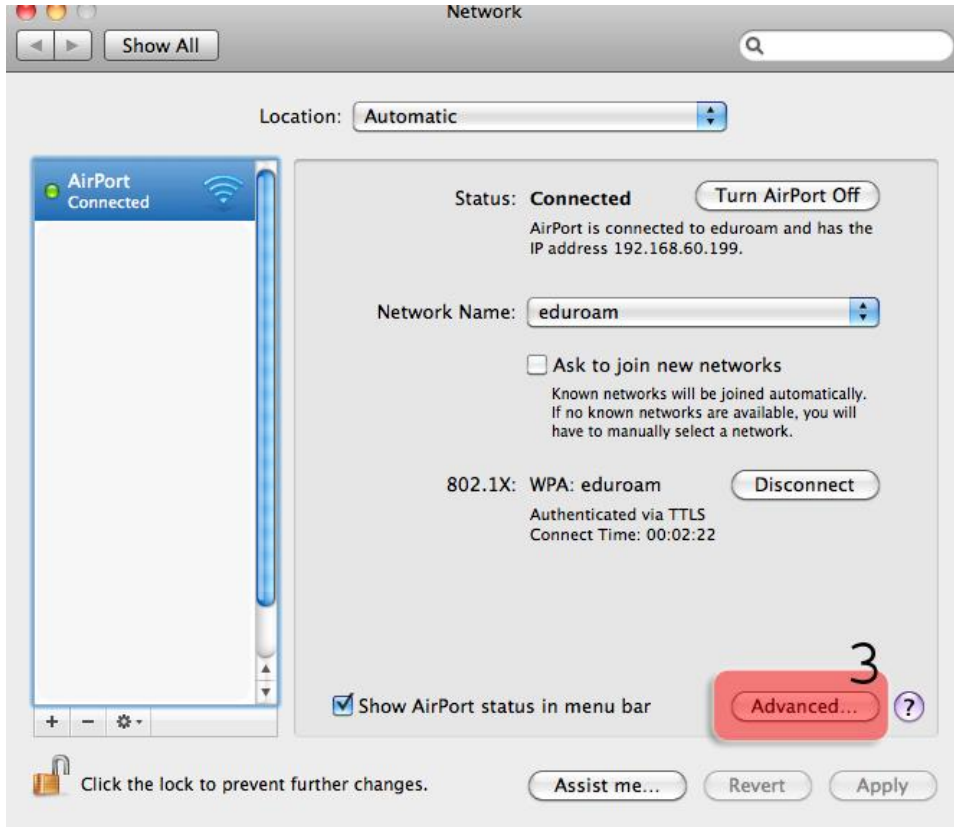 Network
Show All
Location: Automatic
AirPort
Connected
Status: Connected Turn AirPort Off
AirPort is connected to eduroam and has the
IP address 192.168.60.199.
Network Name: eduroam
Ask to join new networks
Known networks will be joined automatically.
If no known networks are available, you will
have to manually select a network.
802.1X: WPA: eduroam Disconnect
Authenticated via TTLS
Connect Time: 00:02:22
3
Show AirPort status in menu bar Advanced... ?
Click the lock to prevent further changes. Assist me... Revert Apply